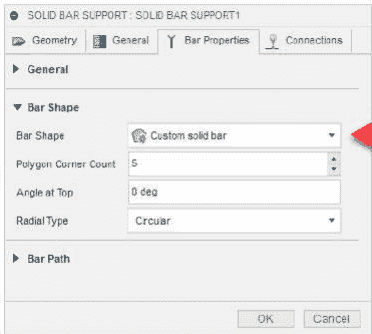 SOLID BAR SUPPORT : SOLID BAR SUPPORT1
Geometry General Bar Properties Connections
General
Bar Shape
Bar Shape Custom solid bar
Polygon Corner Count 5
Angle at Top 0 deg
Radial Type Circular
Bar Path
OK Cancel